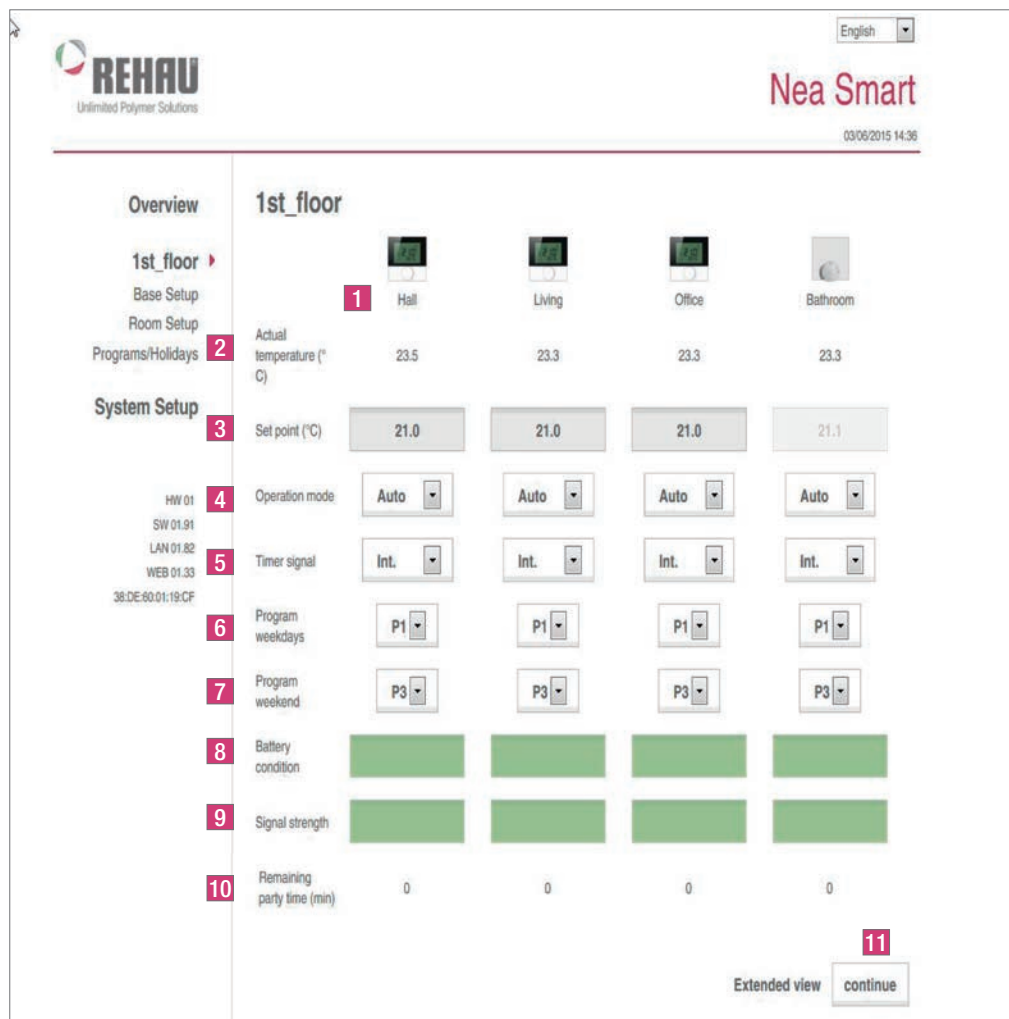 English
REHAU
Unlimited Polymer Solutions
Nea Smart
03/06/2015 14:36
Overview
1st_floor
Base Setup
Room Setup
Programs/Holidays
System Setup
HW 01
SW 01.91
LAN 01.82
WEB 01.33
38:DE:60:01:19:CF
1st_floor
1 Hall Living Office Bathroom
2 Actual
temperature (°
C)
23.5 23.3 23.3 23.3
3 Set point (°C) 21.0 21.0 21.0 21.1
4 Operation mode Auto Auto Auto Auto
5 Timer signal Int. Int. Int. Int.
6 Program
weekdays
P1 P1 P1 P1
7 Program
weekend
P3 P3 P3 P3
8 Battery
condition
9 Signal strength
10 Remaining
party time (min)
0 0 0 0
11
Extended view continue